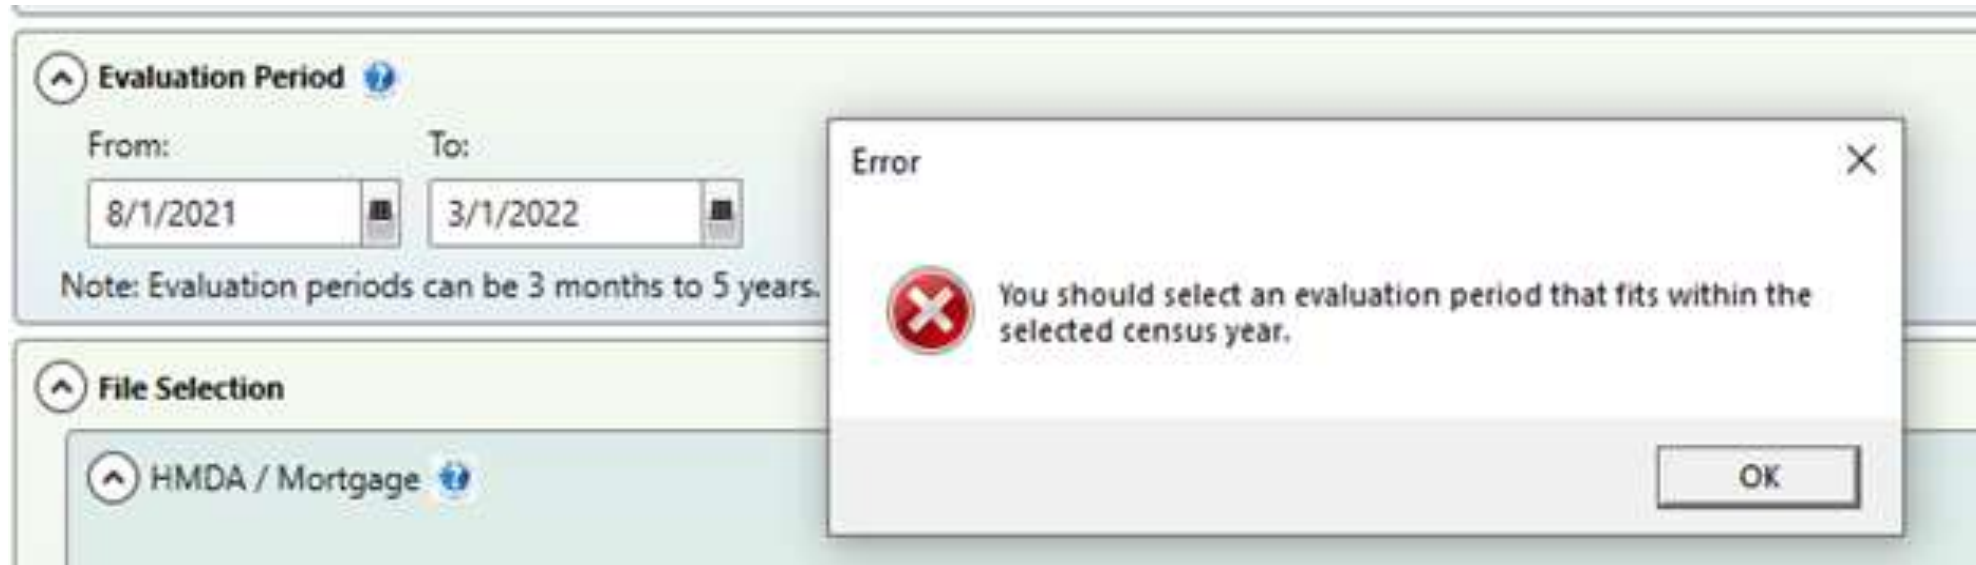 Evaluation Period
From: To:
8/1/2021 3/1/2022
Note: Evaluation periods can be 3 months to 5 years.
Error
You should select an evaluation period that fits within the
selected census year.
OK
File Selection
HMDA / Mortgage